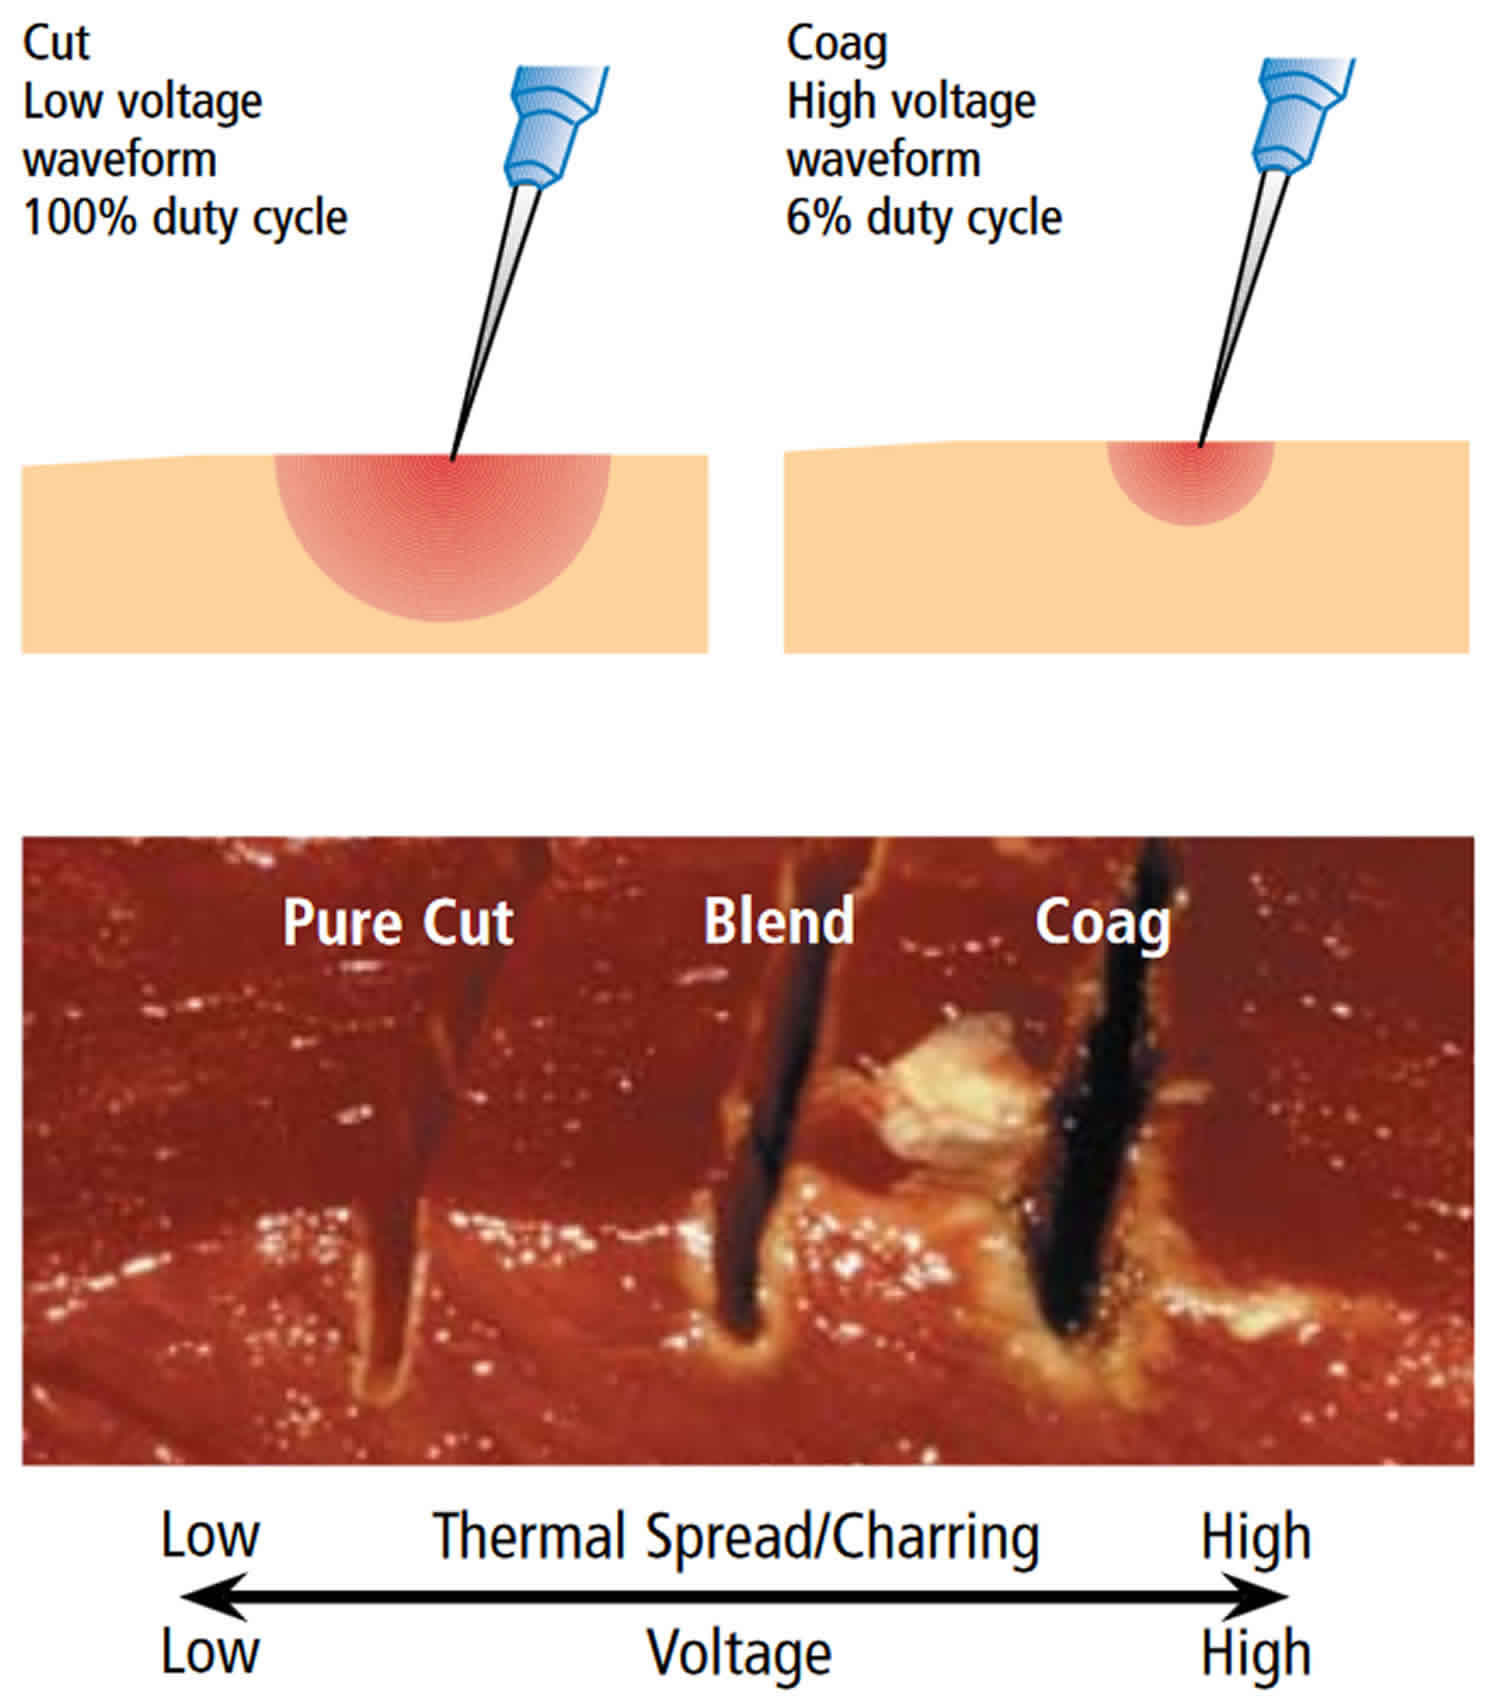 Cut
Low voltage
waveform
100% duty cycle
Coag
High voltage
waveform
6% duty cycle
Pure Cut Blend Coag
Low Thermal Spread/Charring High
Low Voltage High